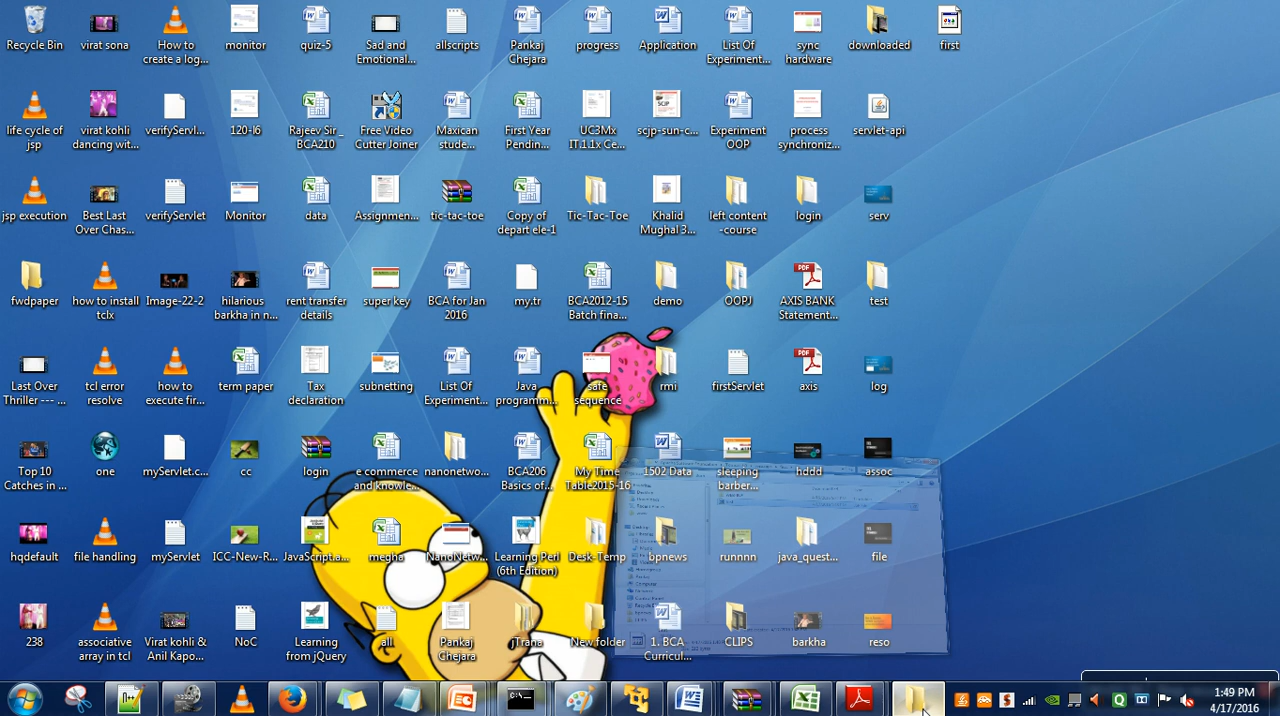 Recycle Bin
virat sona
How to
create a log...
monitor
quiz-5
Sad and
Emotional...
allscripts
Pankaj
Chejara
progress
Application
List Of
Experiment...
sync
hardware
downloaded
first
life cycle of
jsp
virat kohli
dancing wit...
verifyServl...
120-l6
Rajeev Sir _
BCA210
Free Video
Cutter Joiner
Maxican
stude...
First Year
Pendin...
UC3Mx
IT.1.1x Ce...
scjp-sun-c...
Experiment
OOP
process
synchroniz...
servlet-api
jsp execution
Best Last
Over Chas...
verifyServlet
Monitor
data
Assignmen...
tic-tac-toe
Copy of
depart ele-1
Tic-Tac-Toe
Khalid
Mughal 3...
left content
-course
login
serv
fwdpaper
how to install
tclx
Image-22-2
hilarious
barkha in n...
rent transfer
details
super key
BCA for Jan
2016
my.tr
BCA2012-15
Batch fina...
demo
OOPJ
AXIS BANK
Statement...
test
Last Over
Thriller --- ...
tcl error
resolve
how to
execute fir...
term paper
Tax
declaration
subnetting
List Of
Experiment...
Java
programm...
safe
sequence
rmi
firstServlet
axis
log
Top 10
Catches in ...
one
myServlet.c...
cc
login
e commerce
and knowle...
nanonetwo...
BCA206
Basics of...
My Time
Table2015-16
1502 Data
sleeping
barber...
hddd
assoc
hqdefault
file handling
myServlet
ICC-New-R...
JavaScript:a...
megha
NanoNetw...
Learning Perl
(6th Edition)
Desk-Temp
bpnews
runnnn
java_quest...
file
238
associative
array in tcl
Virat kohli &
Anil Kapo...
NoC
Learning
from jQuery
all
Pankaj
Chejara
jTrana
New folder
1. BCA
Curricul...
CLIPS
barkha
reso
1:49 PM
4/17/2016